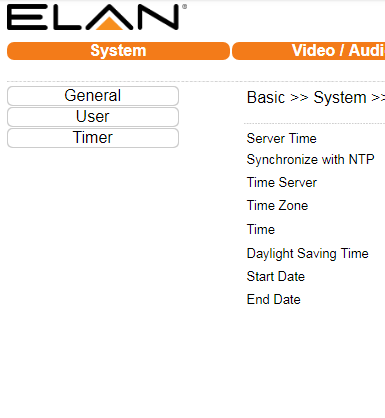 ELAN®
System
Video / Audi
General
User
Timer
Basic >> System >>
Server Time
Synchronize with NTP
Time Server
Time Zone
Time
Daylight Saving Time
Start Date
End Date